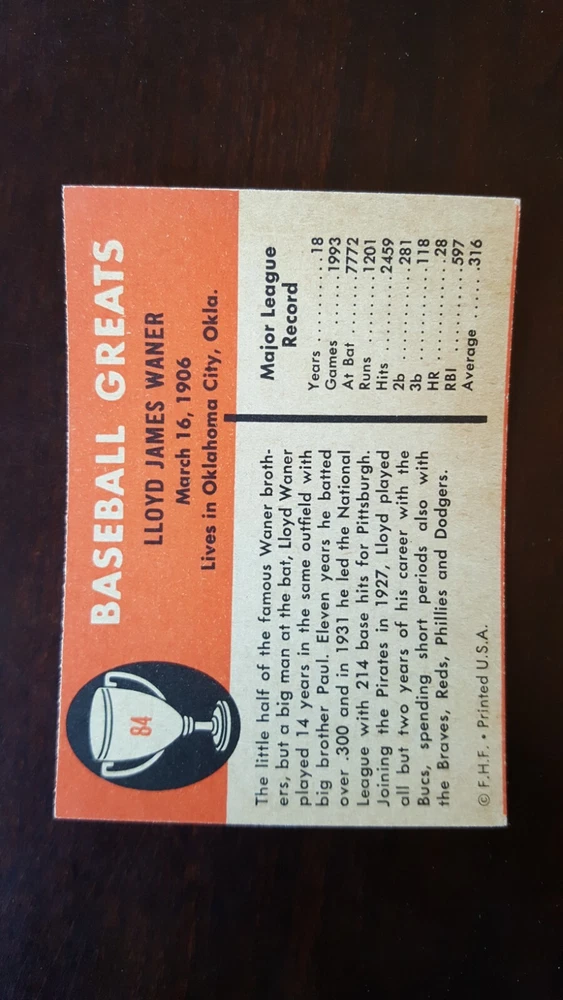 BASEBALL GREATS
84
LLOYD JAMES WANER
March 16, 1906
Lives in Oklahoma City, Okla.
The little half of the famous Waner broth-
ers, but a big man at the bat, Lloyd Waner
played 14 years in the same outfield with
big brother Paul. Eleven years he batted
over .300 and in 1931 he led the National
League with 214 base hits for Pittsburgh.
Joining the Pirates in 1927, Lloyd played
all but two years of his career with the
Bucs, spending short periods also with
the Braves, Reds, Phillies and Dodgers.
© F.H.F. • Printed U.S.A.
Major League
Record
Years . . . . . . . . . 18
Games . . . . . . . 1993
At Bat . . . . . . . . 7772
Runs . . . . . . . . . 1201
Hits . . . . . . . . . 2459
2b . . . . . . . . . . . 281
3b . . . . . . . . . . . 118
HR . . . . . . . . . . . 28
RBI . . . . . . . . . . 597
Average . . . . . . .316